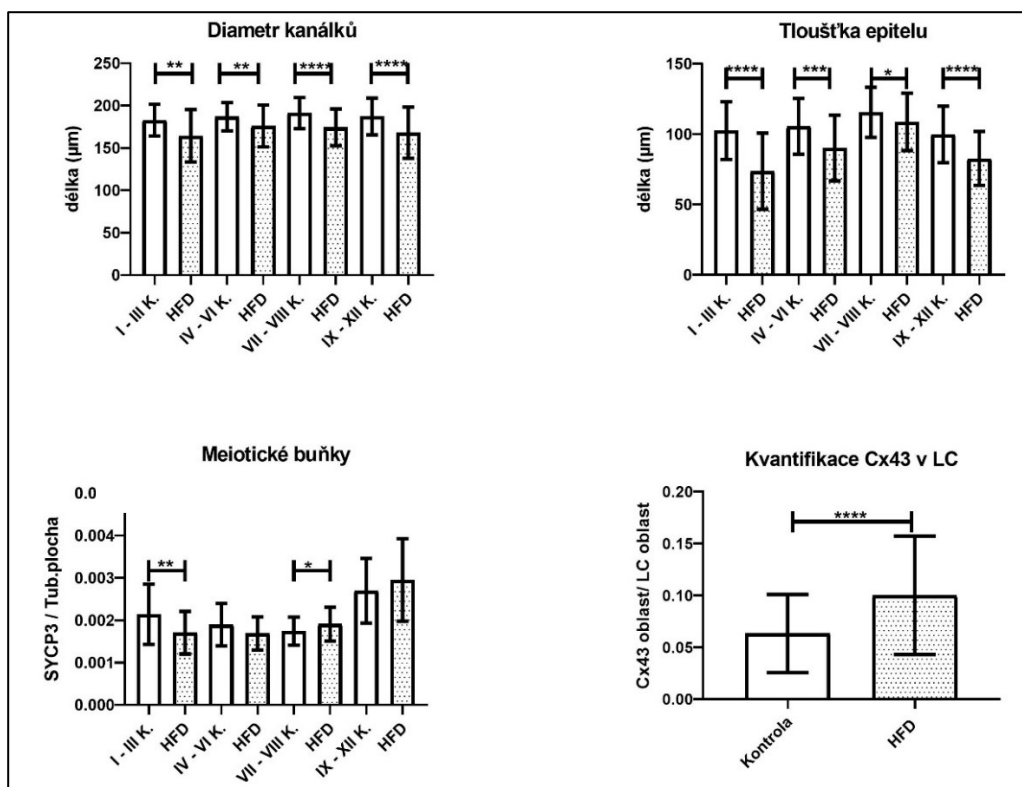 Diametr kanálků
** ** **** ****
250
200
150
100
50
0
délka (µm)
I - III K.
HFD
IV - VI K.
HFD
VII - VIII K.
HFD
IX - XII K.
HFD
Tloušťka epitelu
**** *** * ****
150
100
50
0
délka (µm)
I - III K.
HFD
IV - VI K.
HFD
VII - VIII K.
HFD
IX - XII K.
HFD
Meiotické buňky
0.0
** *
0.004
0.003
0.002
0.001
0.000
SYCP3 / Tub.plocha
I - III K.
HFD
IV - VI K.
HFD
VII - VIII K.
HFD
IX - XII K.
HFD
Kvantifikace Cx43 v LC
****
0.20
0.15
0.10
0.05
0.00
Cx43 oblast/ LC oblast
Kontrola
HFD